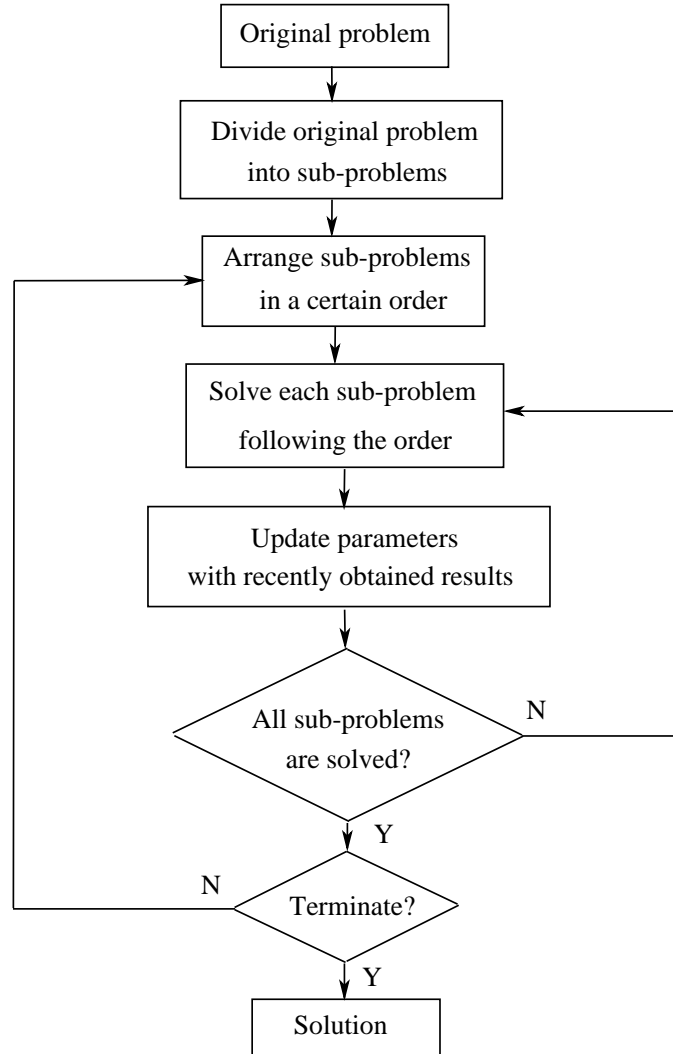 Original problem
Divide original problem
into sub-problems
Arrange sub-problems
in a certain order
Solve each sub-problem
following the order
Update parameters
with recently obtained results
All sub-problems
are solved?
N
Y
N
Terminate?
Y
Solution